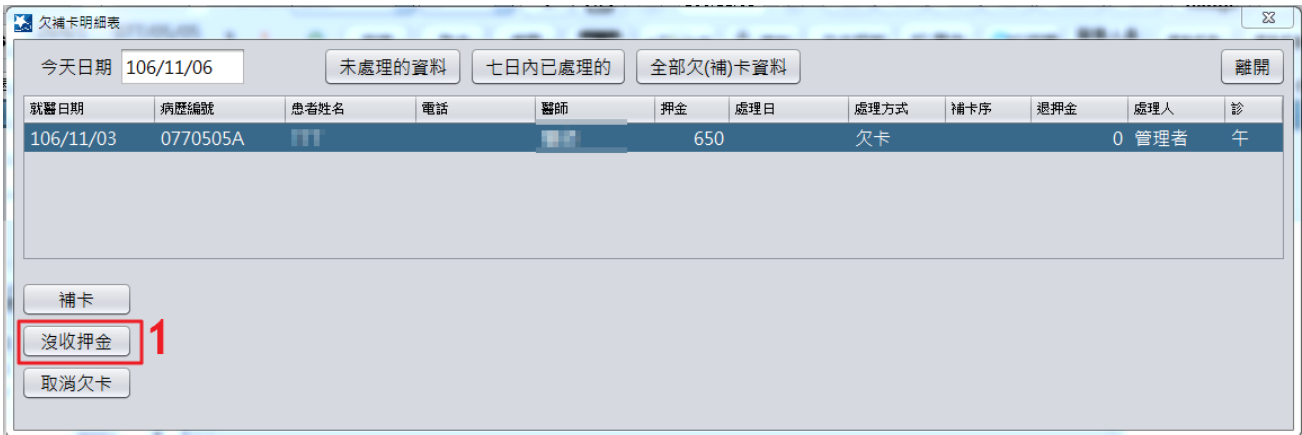 欠補卡明細表
今天日期 106/11/06 未處理的資料 七日內已處理的 全部欠(補)卡資料 離開
就醫日期 病歷編號 患者姓名 電話 醫師 押金 處理日 處理方式 補卡序 退押金 處理人 診
106/11/03 0770505A 650 欠卡 0 管理者 午
補卡
沒收押金 1
取消欠卡